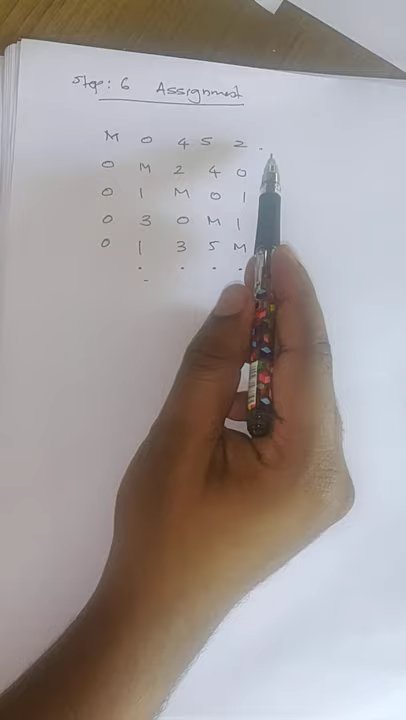 Step: 6 Assignment
M 0 4 5 2 .
0 M 2 4 0
0 1 M 0 1
0 3 0 M 1
0 1 3 5 M